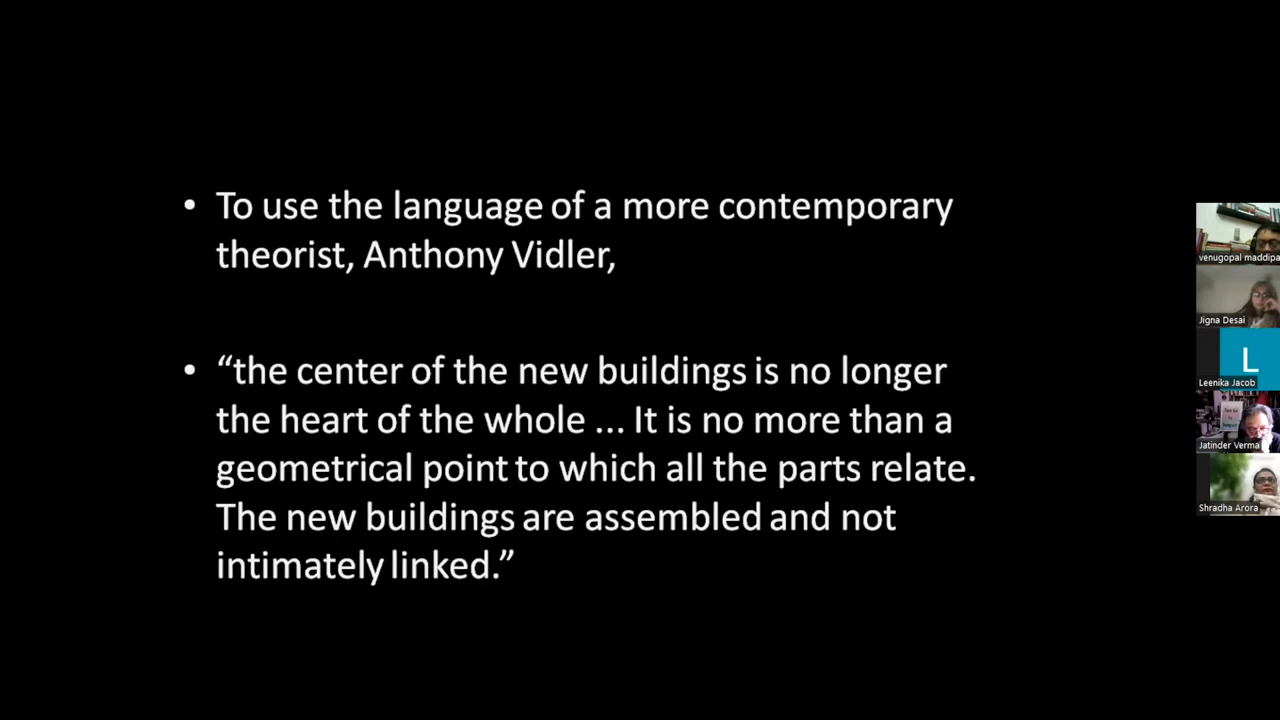 • To use the language of a more contemporary
theorist, Anthony Vidler,
• “the center of the new buildings is no longer
the heart of the whole ... It is no more than a
geometrical point to which all the parts relate.
The new buildings are assembled and not
intimately linked.”
venugopal maddipa
Jigna Desai
L
Leenika Jacob
Jatinder Verma
Shradha Arora